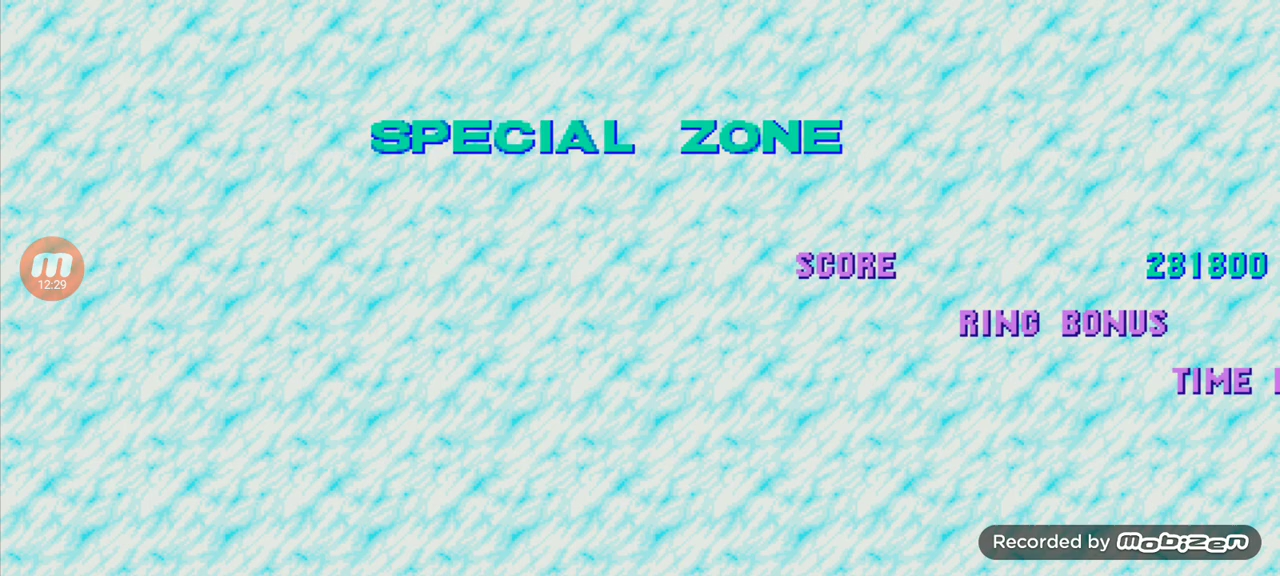 SPECIAL ZONE
SCORE 281800
RING BONUS
TIME
12:29
Recorded by mobizen